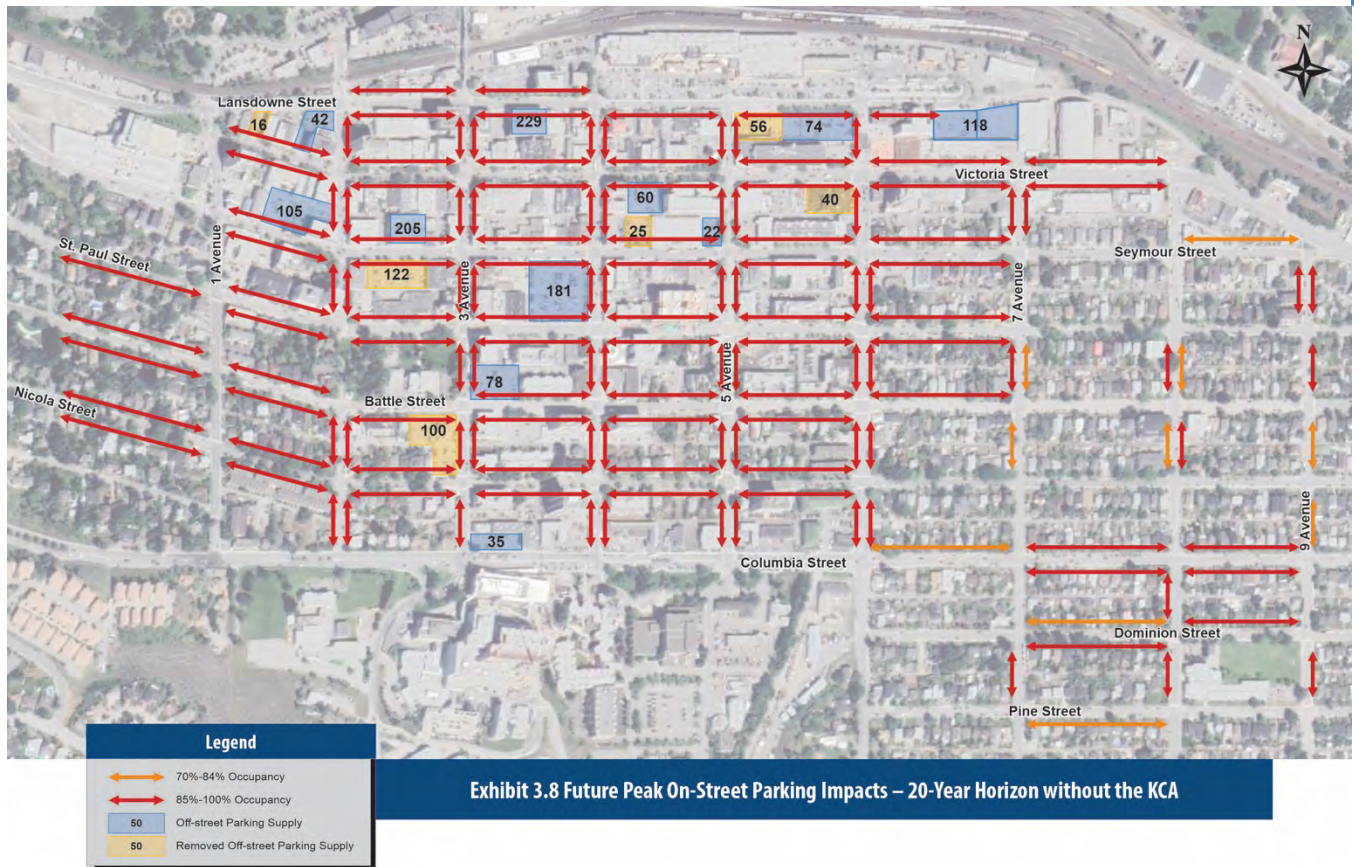 N
Lansdowne Street
16
42
229
56
74
118
Victoria Street
105
205
60
25
22
40
Seymour Street
St. Paul Street
1 Avenue
122
3 Avenue
181
7 Avenue
78
5 Avenue
Nicola Street
Battle Street
100
9 Avenue
35
Columbia Street
Dominion Street
Pine Street
Legend
70%-84% Occupancy
85%-100% Occupancy
50 Off-street Parking Supply
50 Removed Off-street Parking Supply
Exhibit 3.8 Future Peak On-Street Parking Impacts – 20-Year Horizon without the KCA